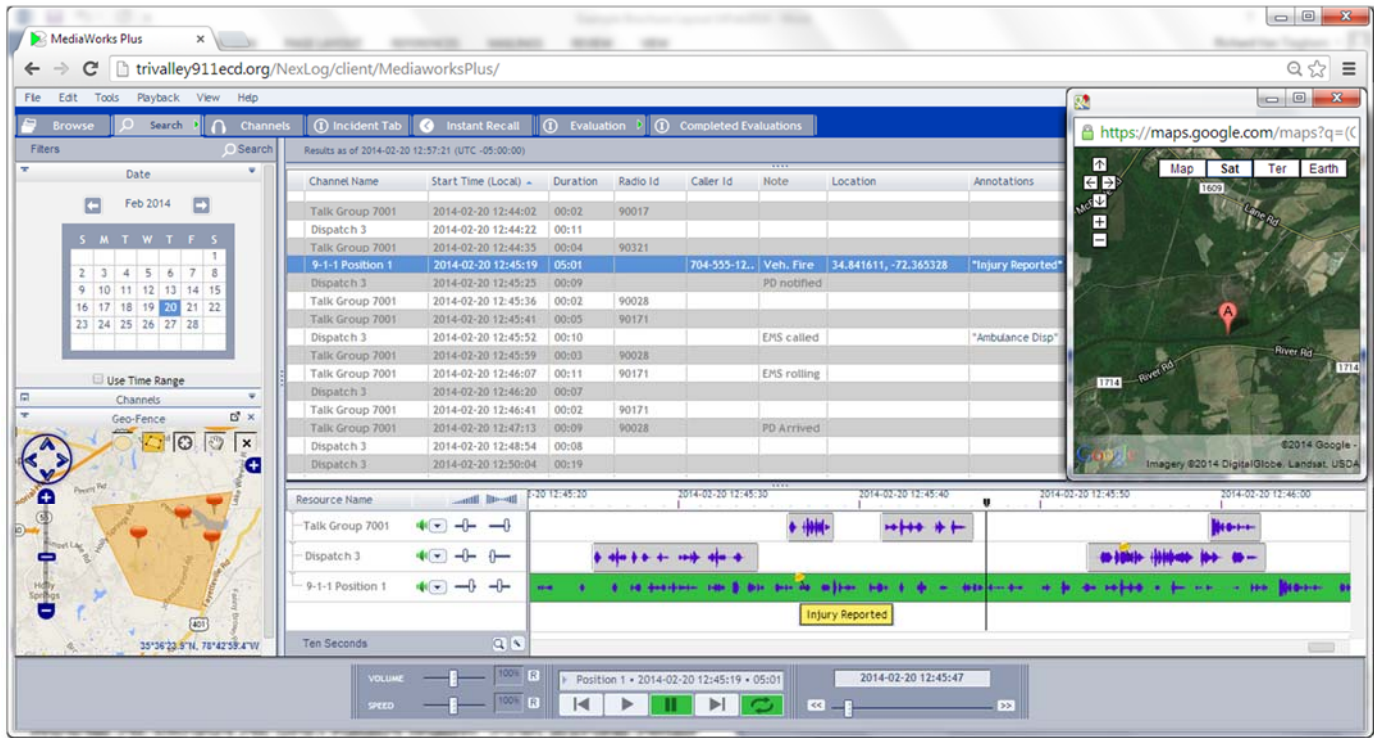 MediaWorks Plus
trivalley911ecd.org/NexLog/client/MediaworksPlus/
File Edit Tools Playback View Help
Browse Search Channels Incident Tab Instant Recall Evaluation Completed Evaluations
Filters Search
Results as of 2014-02-20 12:57:21 (UTC -05:00:00)
Date
Feb 2014
S M T W T F S
1
2 3 4 5 6 7 8
9 10 11 12 13 14 15
16 17 18 19 20 21 22
23 24 25 26 27 28
Use Time Range
Channels
Geo-Fence
Channel Name Start Time (Local) Duration Radio Id Caller Id Note Location Annotations
Talk Group 7001 2014-02-20 12:44:02 00:02 90017
Dispatch 3 2014-02-20 12:44:22 00:11
Talk Group 7001 2014-02-20 12:44:35 00:04 90321
9-1-1 Position 1 2014-02-20 12:45:19 05:01 704-555-12.. Veh. Fire 34.841611, -72.365328 "Injury Reported"
Dispatch 3 2014-02-20 12:45:25 00:09 PD notified
Talk Group 7001 2014-02-20 12:45:36 00:02 90028
Talk Group 7001 2014-02-20 12:45:41 00:05 90171
Dispatch 3 2014-02-20 12:45:52 00:10 EMS called "Ambulance Disp"
Talk Group 7001 2014-02-20 12:45:59 00:03 90028
Talk Group 7001 2014-02-20 12:46:07 00:11 90171 EMS rolling
Dispatch 3 2014-02-20 12:46:20 00:07
Talk Group 7001 2014-02-20 12:46:41 00:02 90171
Talk Group 7001 2014-02-20 12:47:13 00:09 90028 PD Arrived
Dispatch 3 2014-02-20 12:48:54 00:08
Dispatch 3 2014-02-20 12:50:04 00:19
https://maps.google.com/maps?q=(
Map Sat Ter Earth
1609
Lane Rd
A
River Rd
1714
River Rd
1714
Google
©2014 Google -
Imagery ©2014 DigitalGlobe, Landsat, USDA
Holly
Springs
401
35°36'23.9"N, 78°42'59.4"W
Resource Name
-20 12:45:20 2014-02-20 12:45:30 2014-02-20 12:45:40 2014-02-20 12:45:50 2014-02-20 12:46:00
Talk Group 7001
Dispatch 3
9-1-1 Position 1
Injury Reported
Ten Seconds
VOLUME 100% R
SPEED 100% R
Position 1 • 2014-02-20 12:45:19 • 05:01
2014-02-20 12:45:47
<< >>